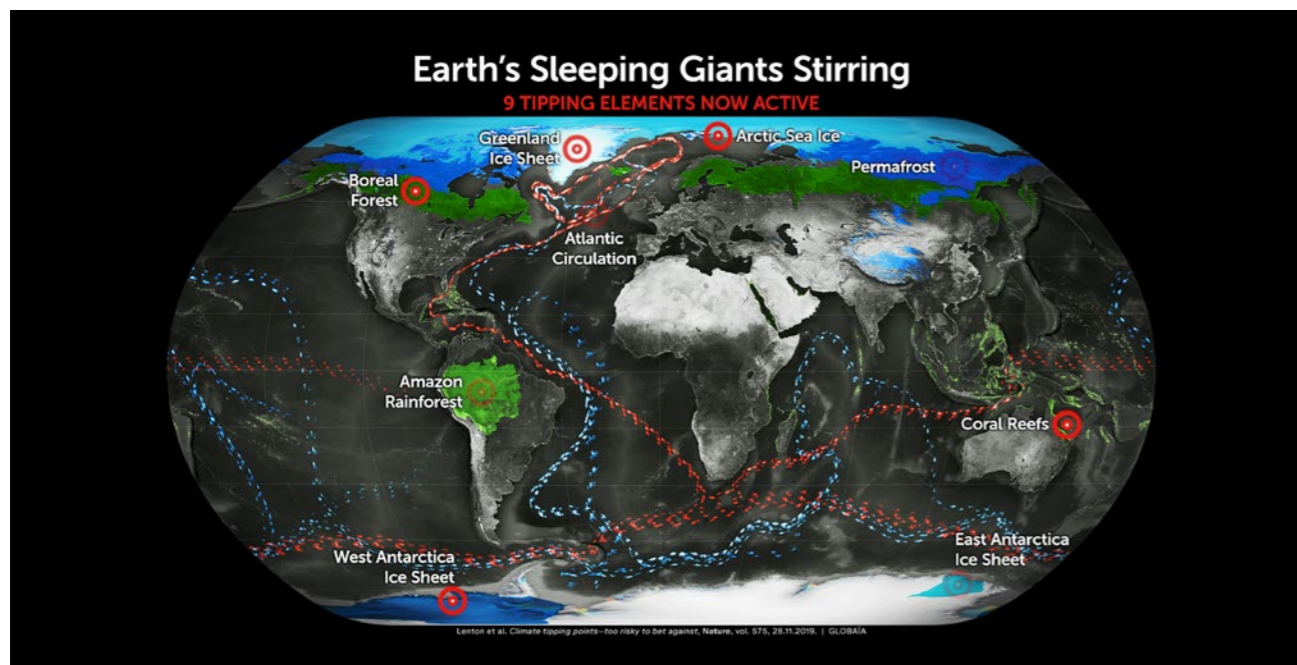 Earth's Sleeping Giants Stirring
9 TIPPING ELEMENTS NOW ACTIVE
Greenland
Ice Sheet
Arctic Sea Ice
Permafrost
Boreal
Forest
Atlantic
Circulation
Amazon
Rainforest
Coral Reefs
West Antarctica
Ice Sheet
East Antarctica
Ice Sheet
Lenton et al. Climate tipping points—too risky to bet against, Nature, vol. 575, 28.11.2019. | GLOBAÏA